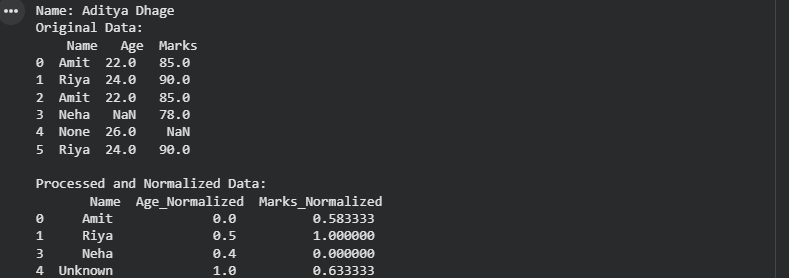 Name: Aditya Dhage
Original Data:
Name Age Marks
0 Amit 22.0 85.0
1 Riya 24.0 90.0
2 Amit 22.0 85.0
3 Neha NaN 78.0
4 None 26.0 NaN
5 Riya 24.0 90.0
Processed and Normalized Data:
Name Age_Normalized Marks_Normalized
0 Amit 0.0 0.583333
1 Riya 0.5 1.000000
3 Neha 0.4 0.000000
4 Unknown 1.0 0.633333